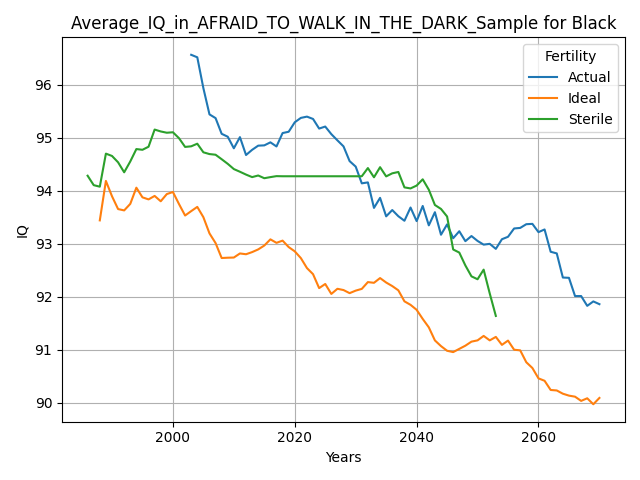 Average_IQ_in_AFRAID_TO_WALK_IN_THE_DARK_Sample for Black
Fertility
Actual
Ideal
Sterile
IQ
96
95
94
93
92
91
90
2000
2020
2040
2060
Years